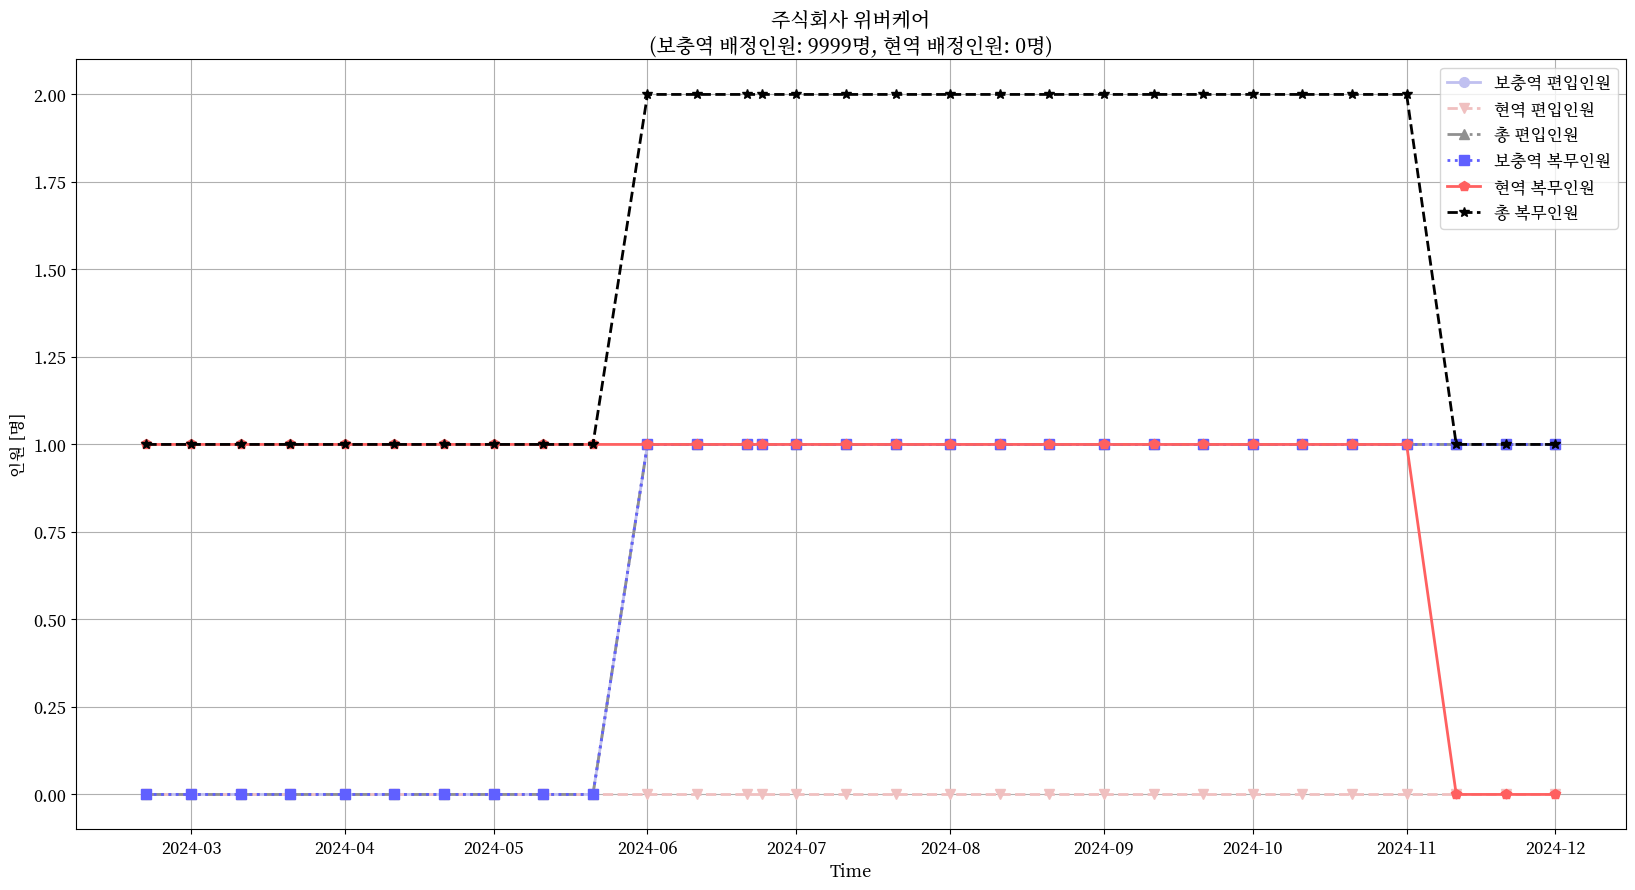 주식회사 위버케어
(보충역 배정인원: 9999명, 현역 배정인원: 0명)
보충역 편입인원
현역 편입인원
총 편입인원
보충역 복무인원
현역 복무인원
총 복무인원
2.00
1.75
1.50
1.25
1.00
0.75
0.50
0.25
0.00
인원 [명]
2024-03
2024-04
2024-05
2024-06
2024-07
2024-08
2024-09
2024-10
2024-11
2024-12
Time